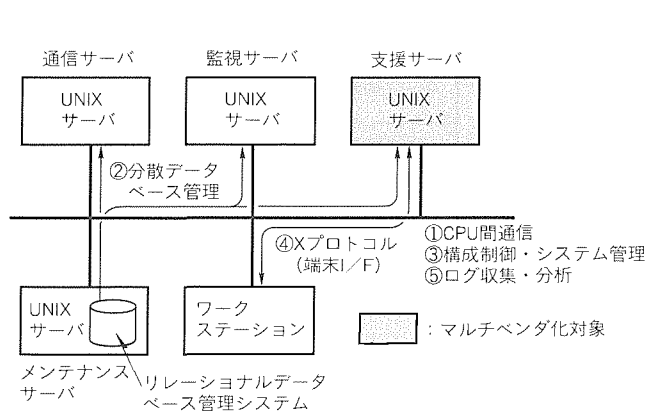 通信サーバ
監視サーバ
支援サーバ
UNIX
サーバ
UNIX
サーバ
UNIX
サーバ
②分散データ
ベース管理
④Xプロトコル
(端末I/F)
①CPU間通信
③構成制御・システム管理
⑤ログ収集・分析
UNIX
サーバ
ワーク
ステーション
：マルチベンダ化対象
メンテナンス
サーバ
リレーショナルデータ
ベース管理システム